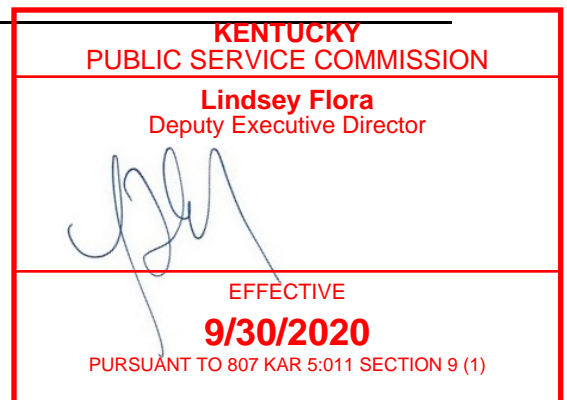 KENTUCKY
PUBLIC SERVICE COMMISSION
Lindsey Flora
Deputy Executive Director
EFFECTIVE
9/30/2020
PURSUANT TO 807 KAR 5:011 SECTION 9 (1)